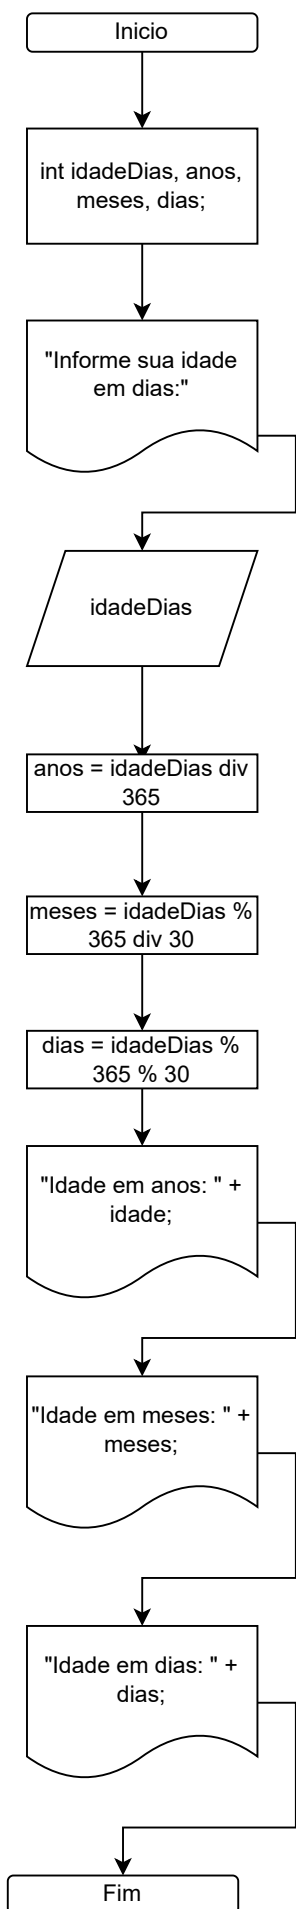 Inicio
int idadeDias, anos,
meses, dias;
"Informe sua idade
em dias:"
idadeDias
anos = idadeDias div
365
meses = idadeDias %
365 div 30
dias = idadeDias %
365 % 30
"Idade em anos: " +
idade;
"Idade em meses: " +
meses;
"Idade em dias: " +
dias;
Fim